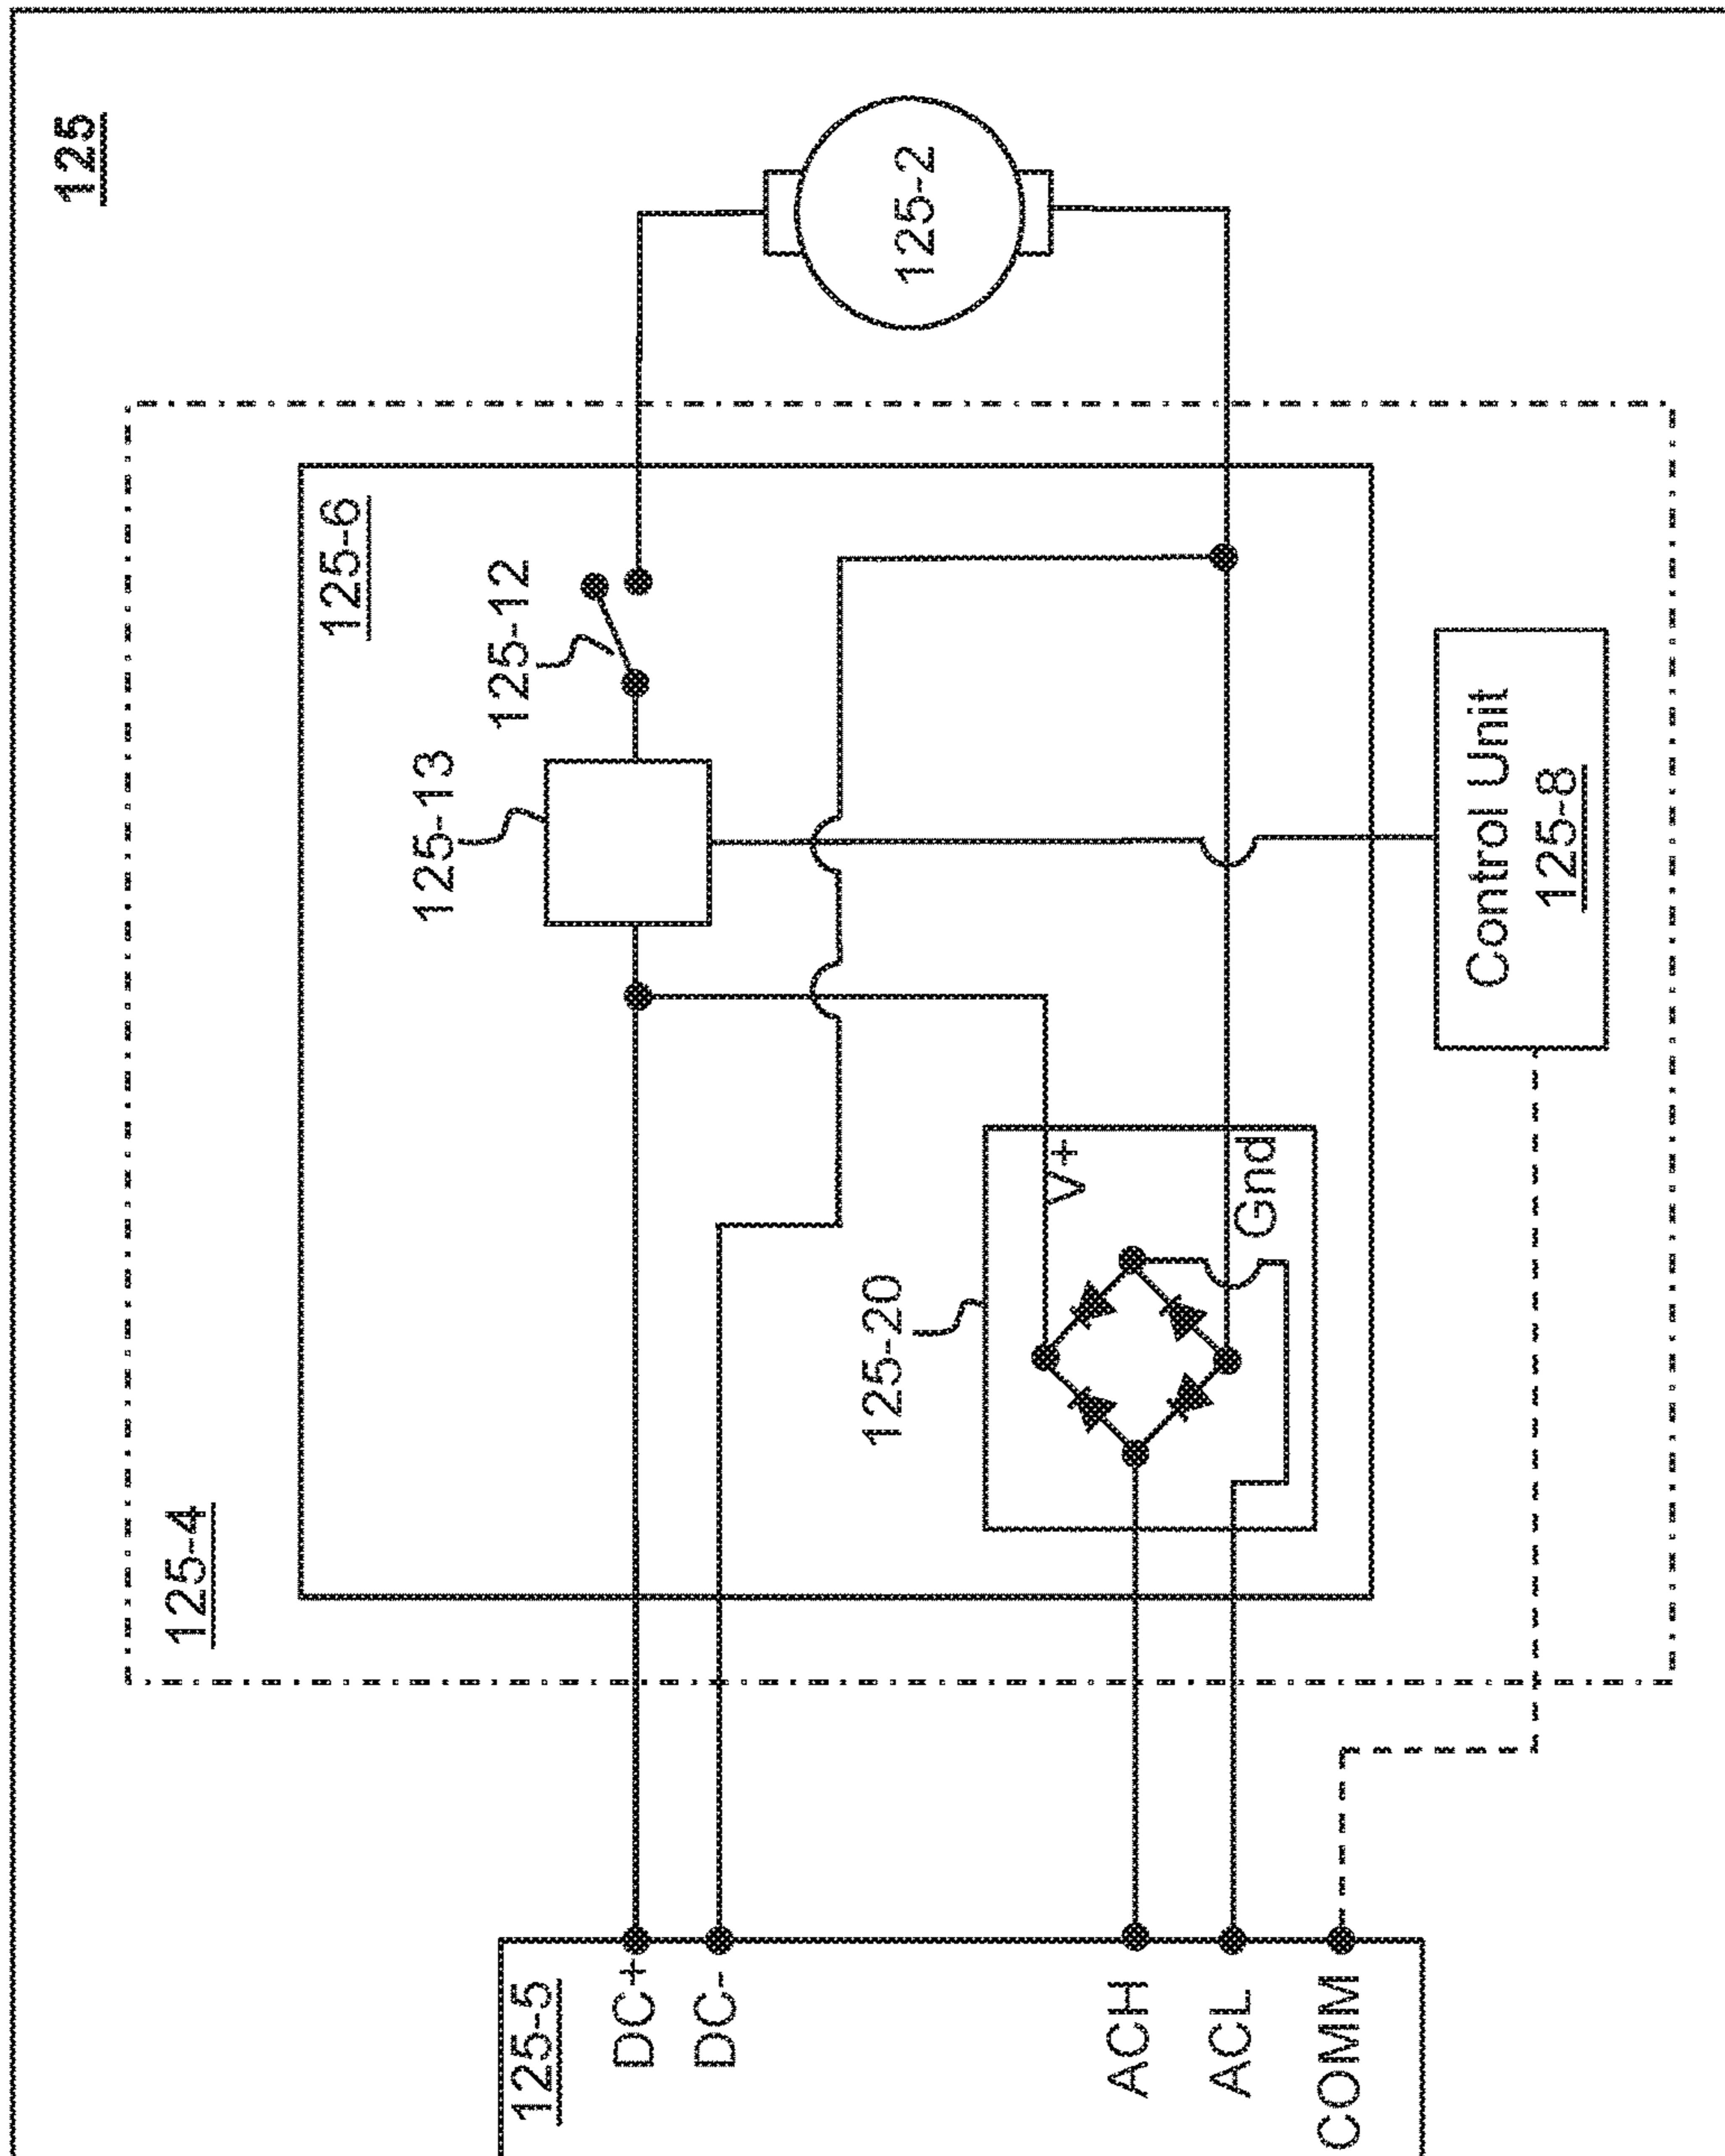 125
125-4
125-6
125-13
125-12
125-2
125-20
V+
Gnd
Control Unit
125-8
125-5
DC+
DC-
ACH
ACL
COMM